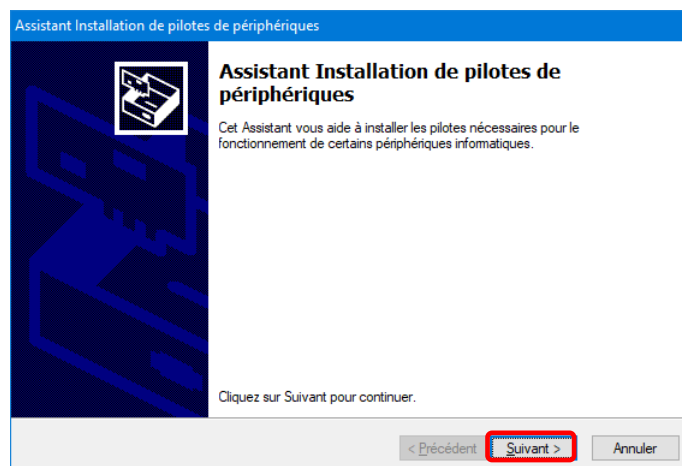 Assistant Installation de pilotes de périphériques
Assistant Installation de pilotes de
périphériques
Cet Assistant vous aide à installer les pilotes nécessaires pour le
fonctionnement de certains périphériques informatiques.
Cliquez sur Suivant pour continuer.
< Précédent Suivant > Annuler